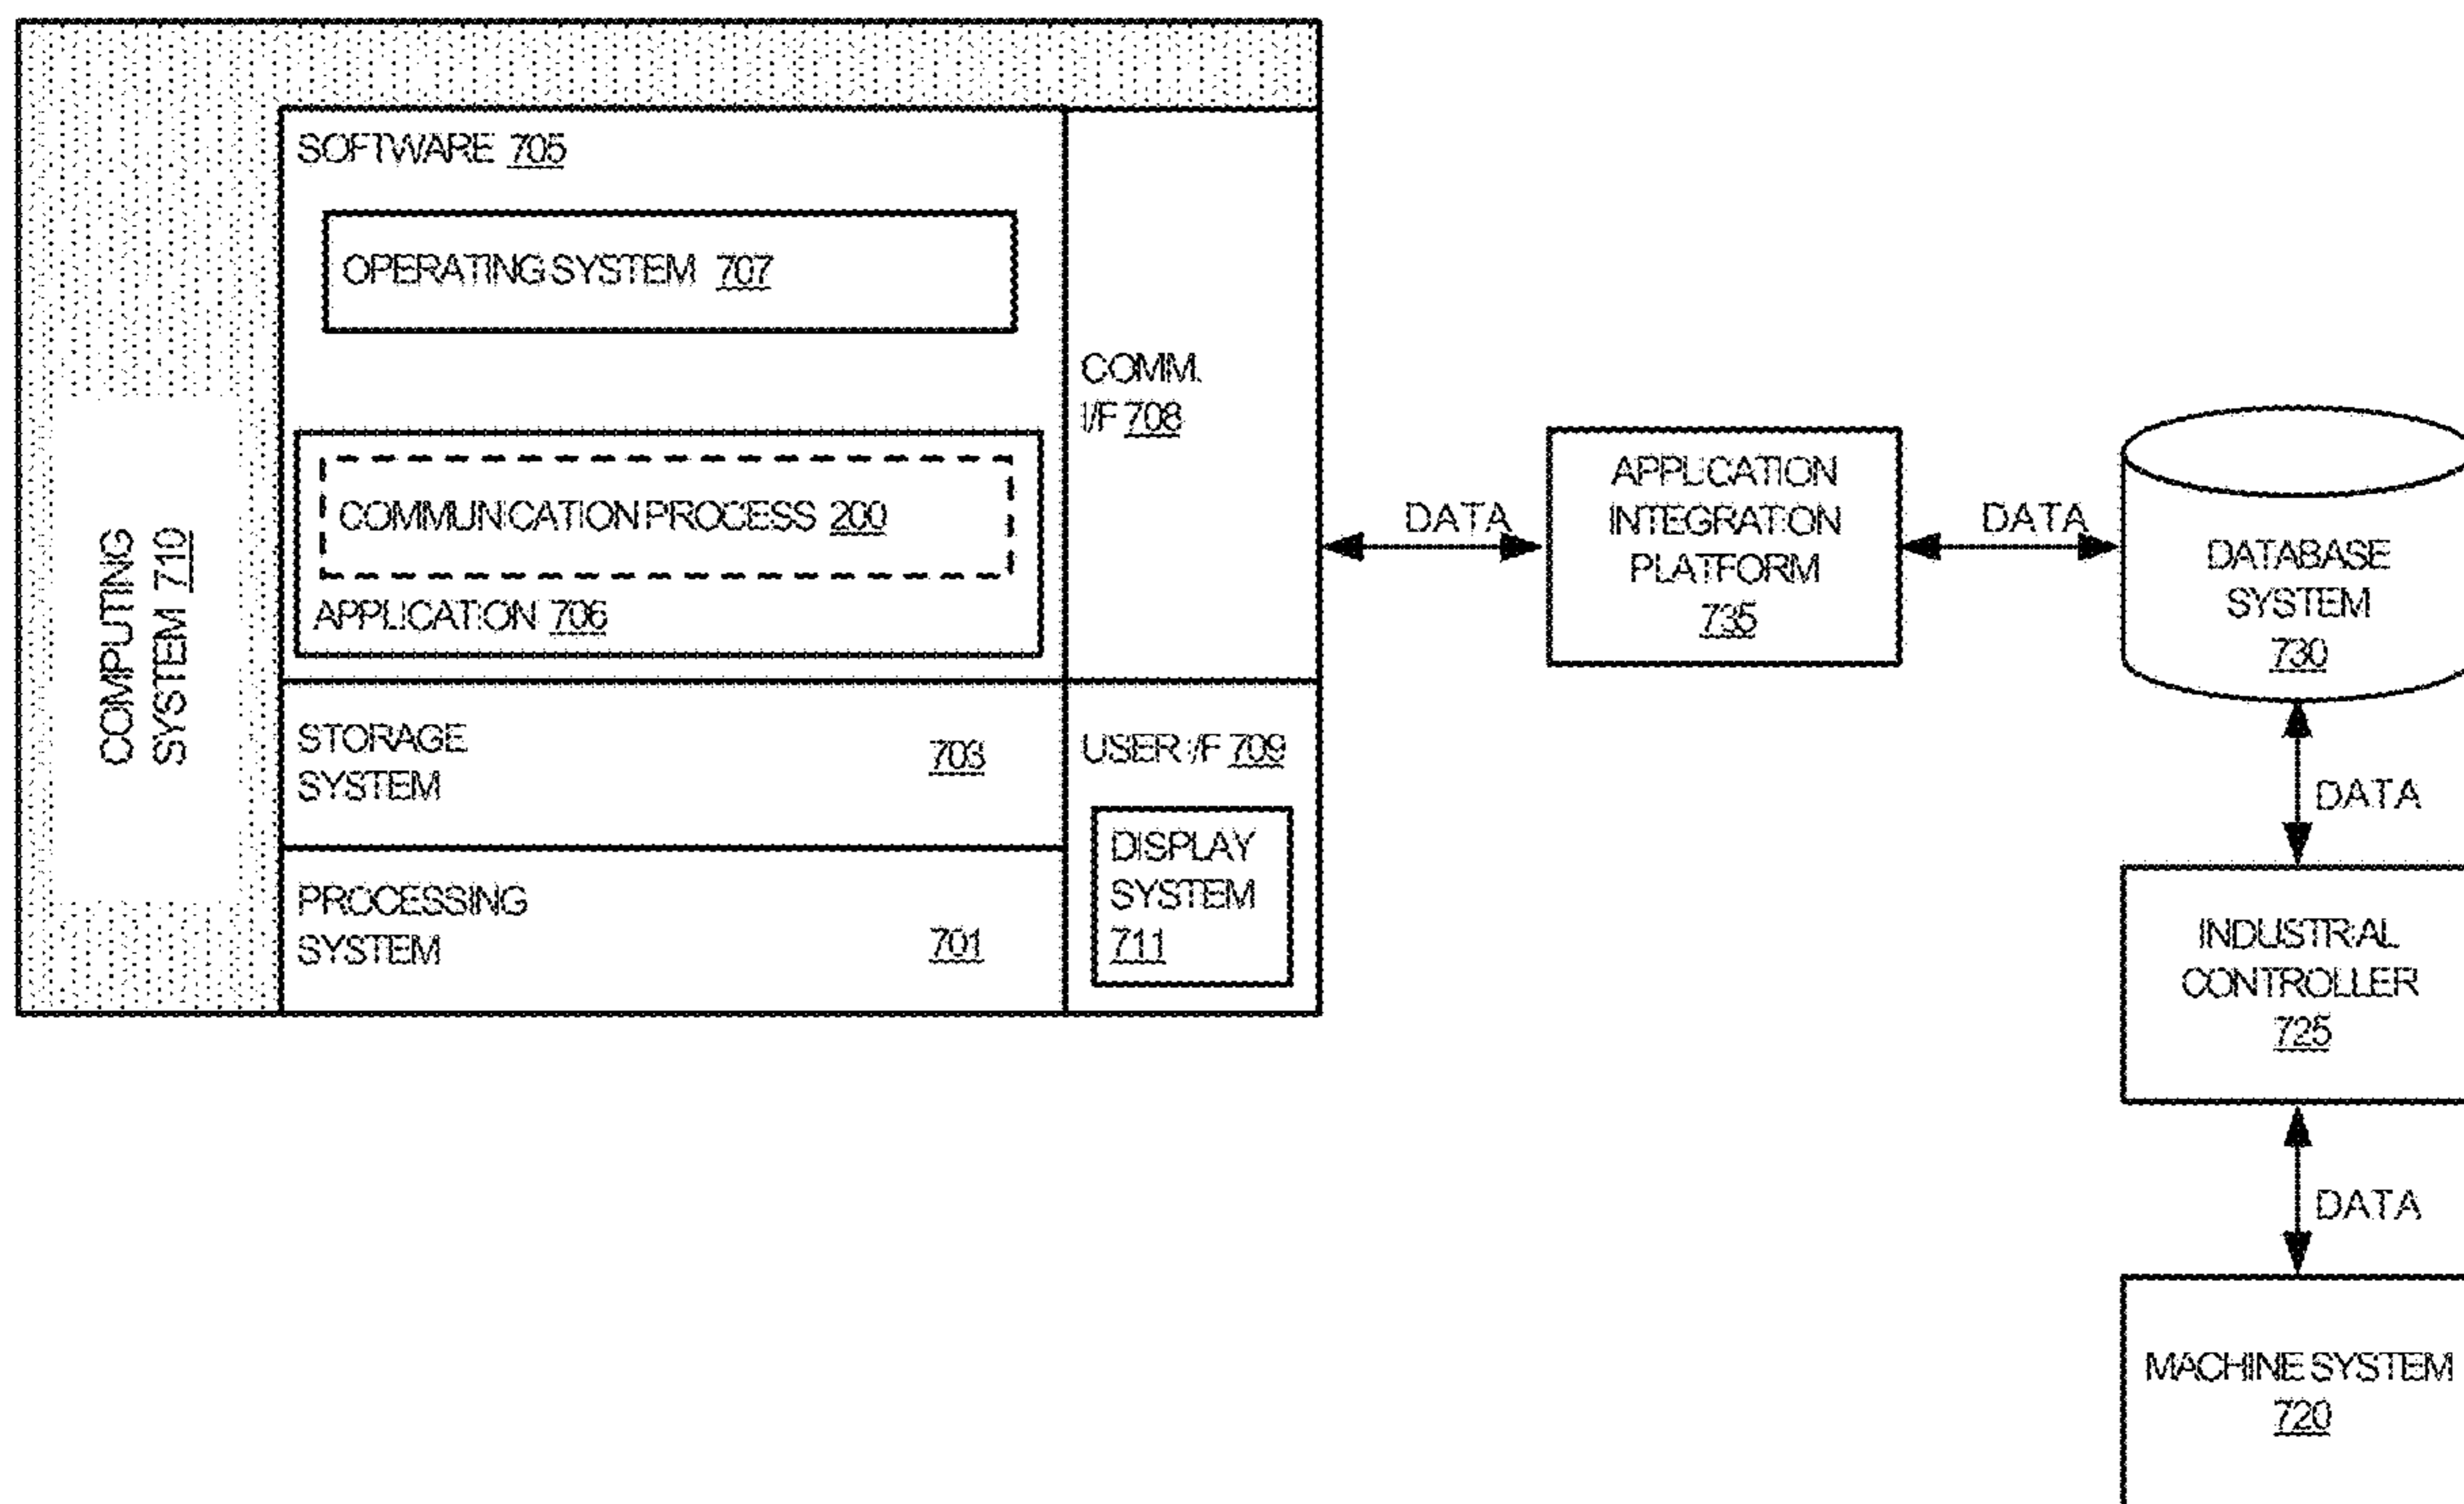 COMPUTING
SYSTEM 710
SOFTWARE 705
OPERATING SYSTEM 707
COMMUNICATION PROCESS 200
APPLICATION 706
STORAGE
SYSTEM
703
PROCESSING
SYSTEM
701
COMM.
I/F 708
USER I/F 709
DISPLAY
SYSTEM
711
DATA
APPLICATION
INTEGRATION
PLATFORM
735
DATA
DATABASE
SYSTEM
730
DATA
INDUSTRIAL
CONTROLLER
725
DATA
MACHINE SYSTEM
720